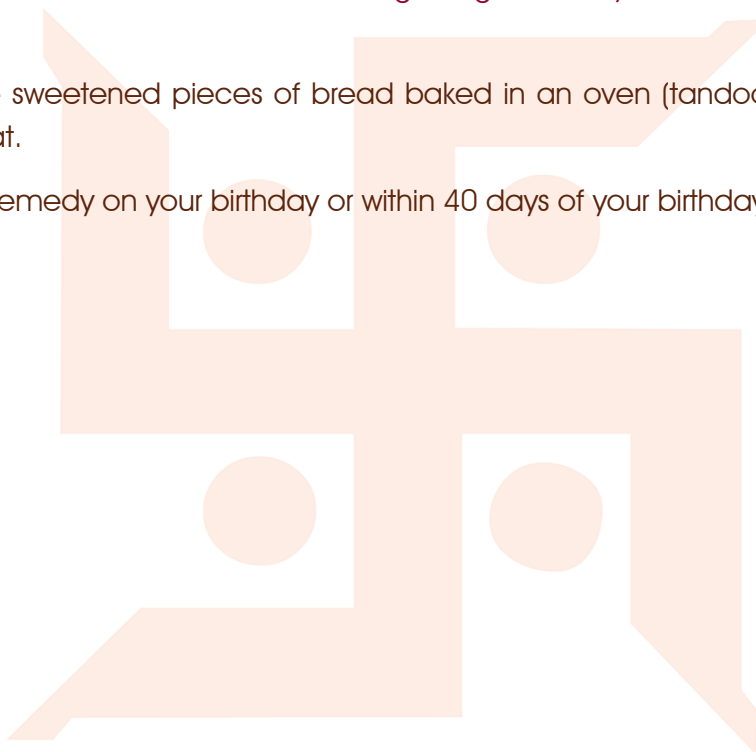 sweetened pieces of bread baked in an oven (tandoo
at.
emedy on your birthday or within 40 days of your birthday